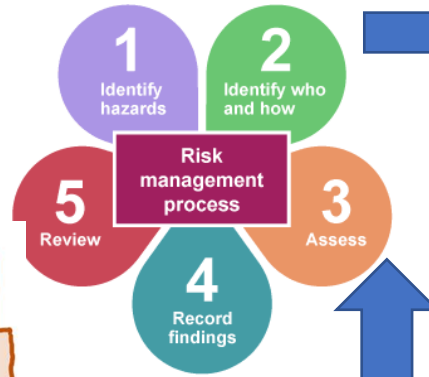 1
Identify
hazards
2
Identify who
and how
Risk
management
process
3
Assess
4
Record
findings
5
Review